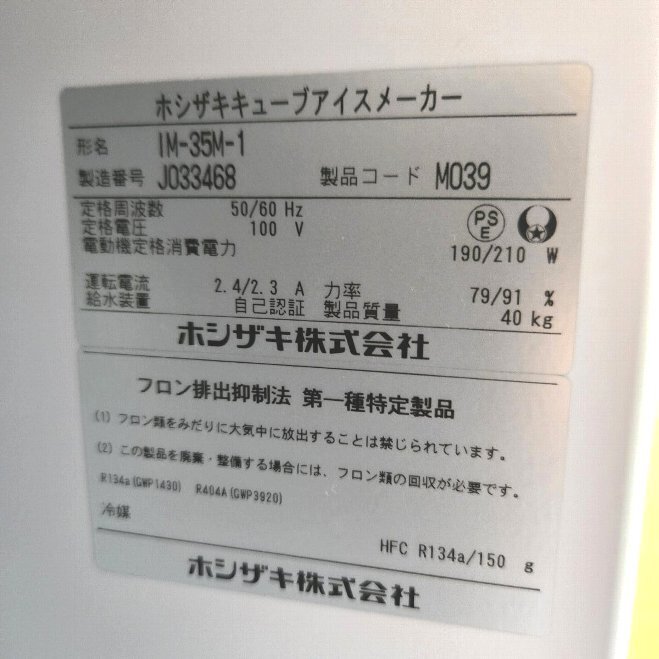 ホシザキキューブアイスメーカー
形名 IM-35M-1
製造番号 J033468 製品コード M039
定格周波数 50/60 Hz
定格電圧 100 V
PS E
電動機定格消費電力 190/210 W
運転電流 2.4/2.3 A 力率 79/91 %
給水装置 自己認証 製品質量 40 kg
ホシザキ株式会社
フロン排出抑制法 第一種特定製品
(1) フロン類をみだりに大気中に放出することは禁じられています。
(2) この製品を廃棄・整備する場合には、フロン類の回収が必要です。
R134a(GWP1430) R404A(GWP3920)
冷媒
HFC R134a/150 g
ホシザキ株式会社